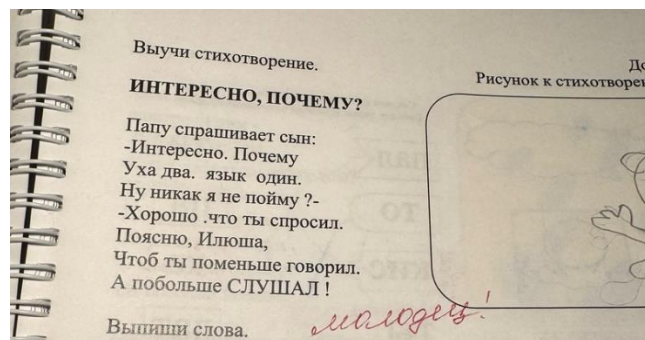 Выучи стихотворение.
Рисунок к стихотворен
ИНТЕРЕСНО, ПОЧЕМУ?
Папу спрашивает сын:
-Интересно. Почему
Уха два. язык один.
Ну никак я не пойму ?-
-Хорошо .что ты спросил.
Поясню, Илюша,
Чтоб ты поменьше говорил.
А побольше СЛУШАЛ !
молодец!
Выпиши слова.